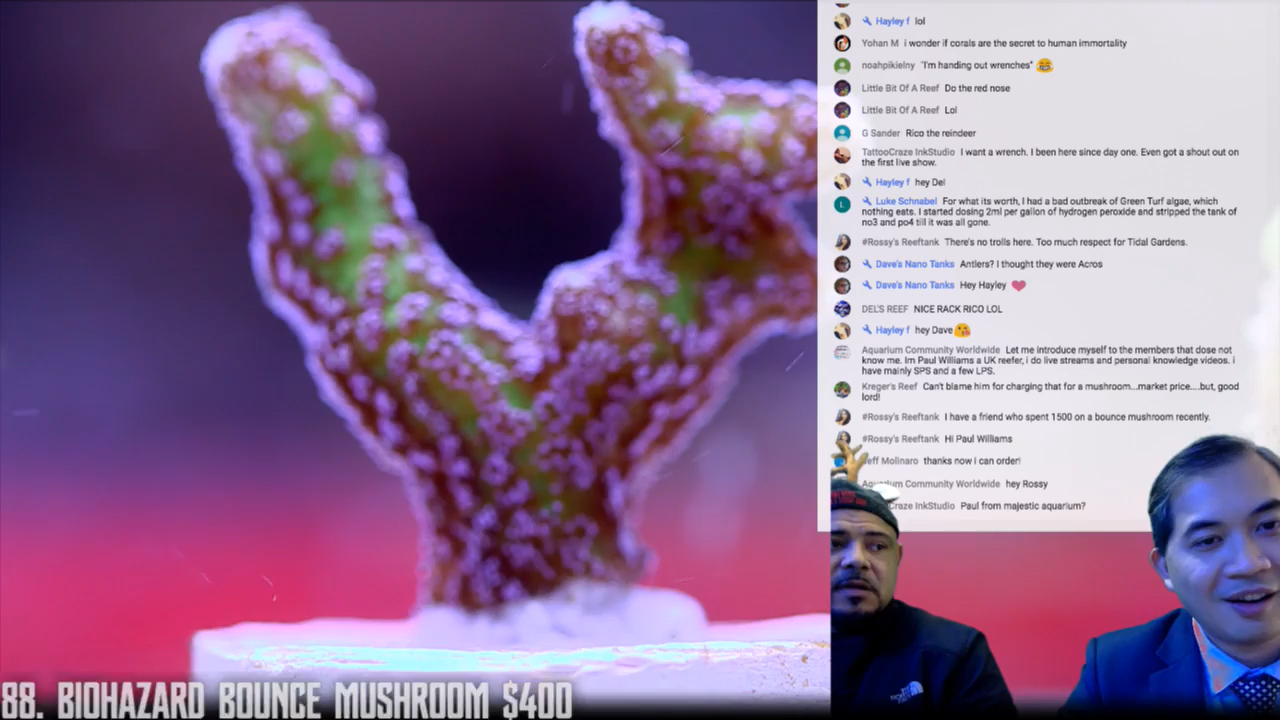 Hayley f lol
Yohan M i wonder if corals are the secret to human immortality
noahpikielny "I'm handing out wrenches" 😂
Little Bit Of A Reef Do the red nose
Little Bit Of A Reef Lol
G Sander Rico the reindeer
TattooCraze InkStudio I want a wrench. I been here since day one. Even got a shout out on
the first live show.
Hayley f hey Del
L Luke Schnabel For what its worth, I had a bad outbreak of Green Turf algae, which
nothing eats. I started dosing 2ml per gallon of hydrogen peroxide and stripped the tank of
no3 and po4 till it was all gone.
#Rossy's Reeftank There's no trolls here. Too much respect for Tidal Gardens.
Dave's Nano Tanks Antlers? I thought they were Acros
Dave's Nano Tanks Hey Hayley ❤
DEL'S REEF NICE RACK RICO LOL
Hayley f hey Dave😘
Aquarium Community Worldwide Let me introduce myself to the members that dose not
know me. Im Paul Williams a UK reefer, i do live streams and personal knowledge videos. i
have mainly SPS and a few LPS.
Kreger's Reef Can't blame him for charging that for a mushroom...market price....but, good
lord!
#Rossy's Reeftank I have a friend who spent 1500 on a bounce mushroom recently.
#Rossy's Reeftank Hi Paul Williams
eff Molinaro thanks now i can order!
Aquarium Community Worldwide hey Rossy
Craze InkStudio Paul from majestic aquarium?
88. BIOHAZARD BOUNCE MUSHROOM $400